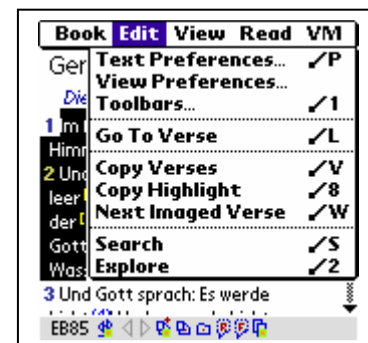 Book Edit View Read VM
Ger
Text Preferences... ⁄P
View Preferences...
Die
Toolbars... ⁄1
1 Im
Go To Verse ⁄L
Himm
2 Und
Copy Verses ⁄V
leer
Copy Highlight ⁄8
der
Next Imaged Verse ⁄W
Gott
Search ⁄S
Was
Explore ⁄2
3 Und Gott sprach: Es werde
EB85